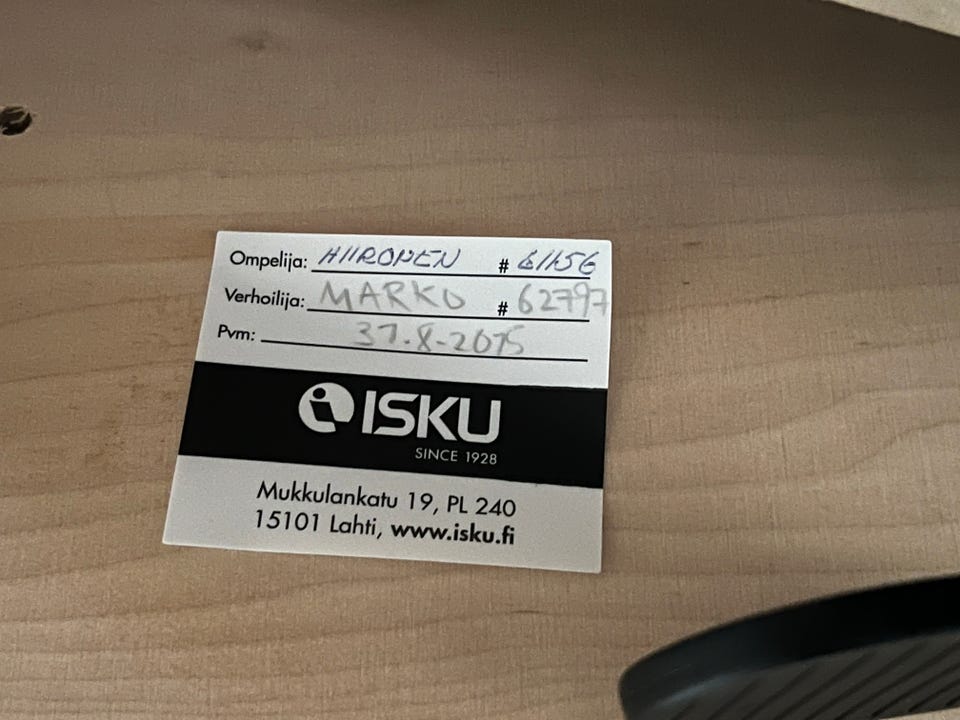 Ompelija: HIIRONEN # 61156
Verhoilija: MARKO # 62797
Pvm: 31.8-2015
ISKU
SINCE 1928
Mukkulankatu 19, PL 240
15101 Lahti, www.isku.fi